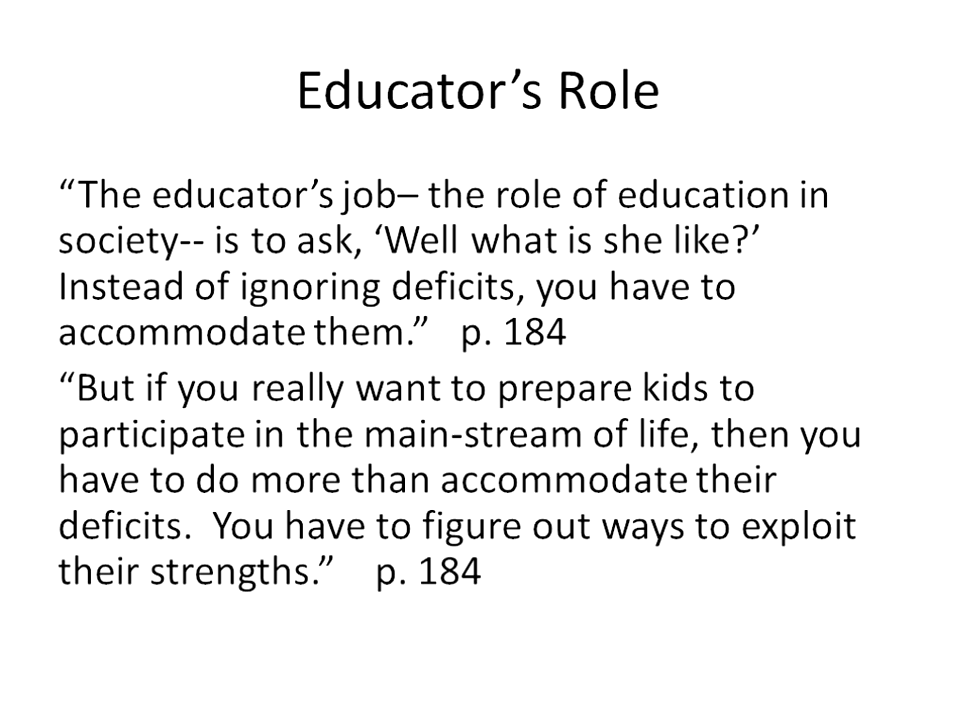 Educator’s Role
“The educator’s job– the role of education in
society-- is to ask, ‘Well what is she like?’
Instead of ignoring deficits, you have to
accommodate them.”   p. 184
“But if you really want to prepare kids to
participate in the main-stream of life, then you
have to do more than accommodate their
deficits.  You have to figure out ways to exploit
their strengths.”    p. 184